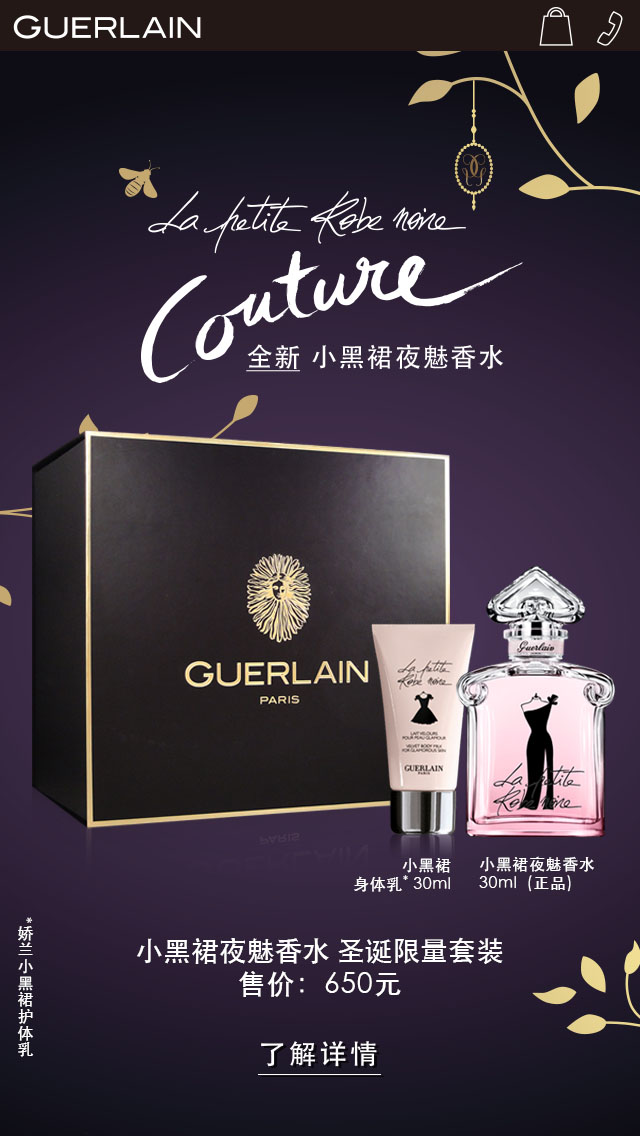 GUERLAIN
La petite Robe noire
Couture
全新 小黑裙夜魅香水
GUERLAIN
PARIS
La petite
Robe noire
LAIT VELOURS
POUR PEAU GLAMOUR
VELVET BODY MILK
FOR GLAMOROUS SKIN
GUERLAIN
PARIS
Guerlain
La petite
Robe noire
小黑裙
身体乳* 30ml
小黑裙夜魅香水
30ml (正品)
*娇兰小黑裙护体乳
小黑裙夜魅香水 圣诞限量套装
售价：650元
了解详情